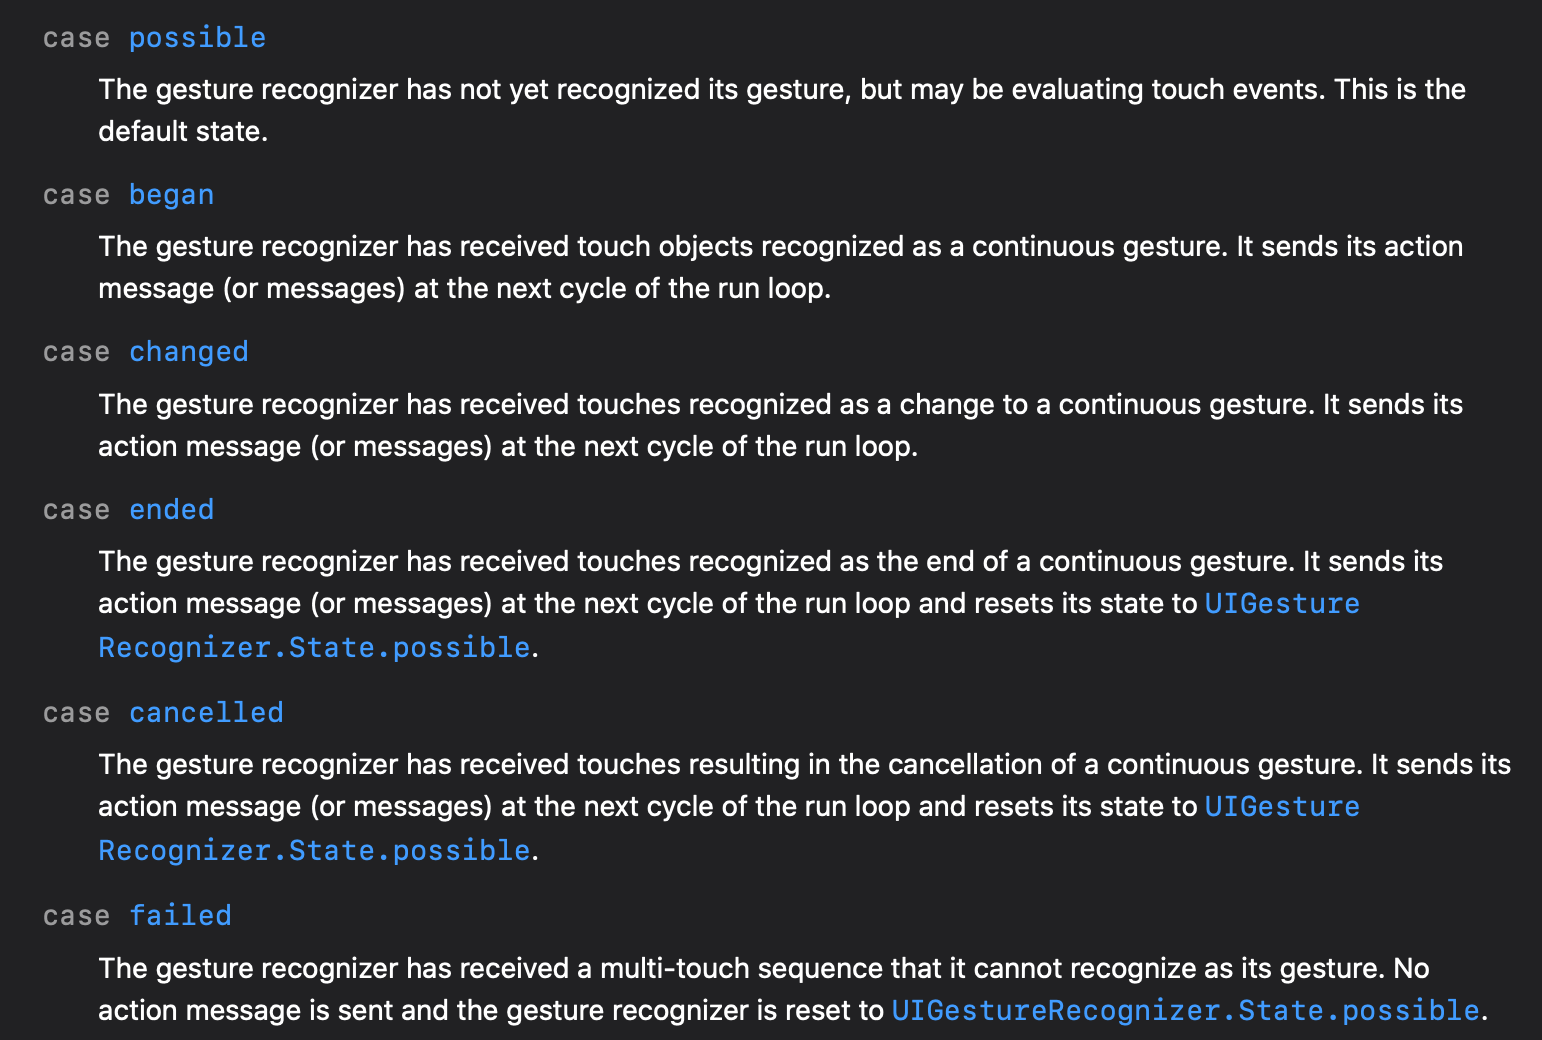 case possible
The gesture recognizer has not yet recognized its gesture, but may be evaluating touch events. This is the
default state.
case began
The gesture recognizer has received touch objects recognized as a continuous gesture. It sends its action
message (or messages) at the next cycle of the run loop.
case changed
The gesture recognizer has received touches recognized as a change to a continuous gesture. It sends its
action message (or messages) at the next cycle of the run loop.
case ended
The gesture recognizer has received touches recognized as the end of a continuous gesture. It sends its
action message (or messages) at the next cycle of the run loop and resets its state to UIGesture
Recognizer.State.possible.
case cancelled
The gesture recognizer has received touches resulting in the cancellation of a continuous gesture. It sends its
action message (or messages) at the next cycle of the run loop and resets its state to UIGesture
Recognizer.State.possible.
case failed
The gesture recognizer has received a multi-touch sequence that it cannot recognize as its gesture. No
action message is sent and the gesture recognizer is reset to UIGestureRecognizer.State.possible.